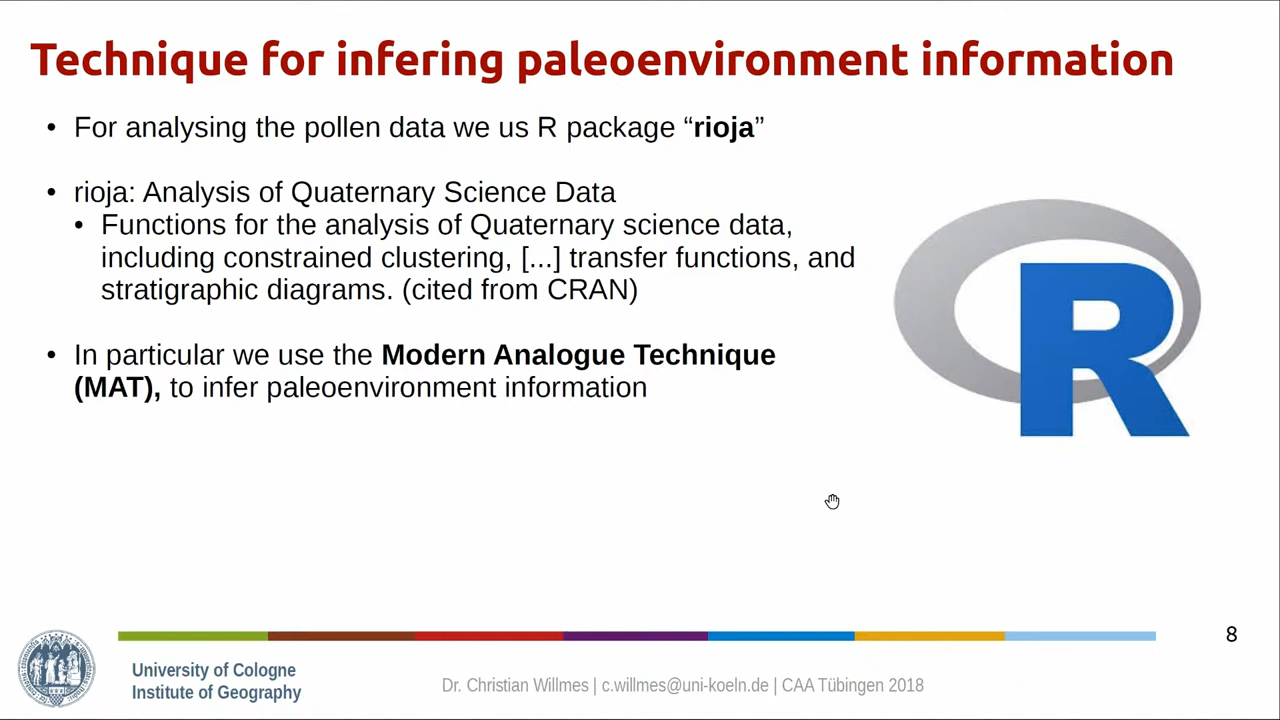 Technique for infering paleoenvironment information
• For analysing the pollen data we us R package “rioja”
• rioja: Analysis of Quaternary Science Data
• Functions for the analysis of Quaternary science data,
including constrained clustering, [...] transfer functions, and
stratigraphic diagrams. (cited from CRAN)
• In particular we use the Modern Analogue Technique
(MAT), to infer paleoenvironment information
R
8
University of Cologne
Institute of Geography
Dr. Christian Willmes | c.willmes@uni-koeln.de | CAA Tübingen 2018